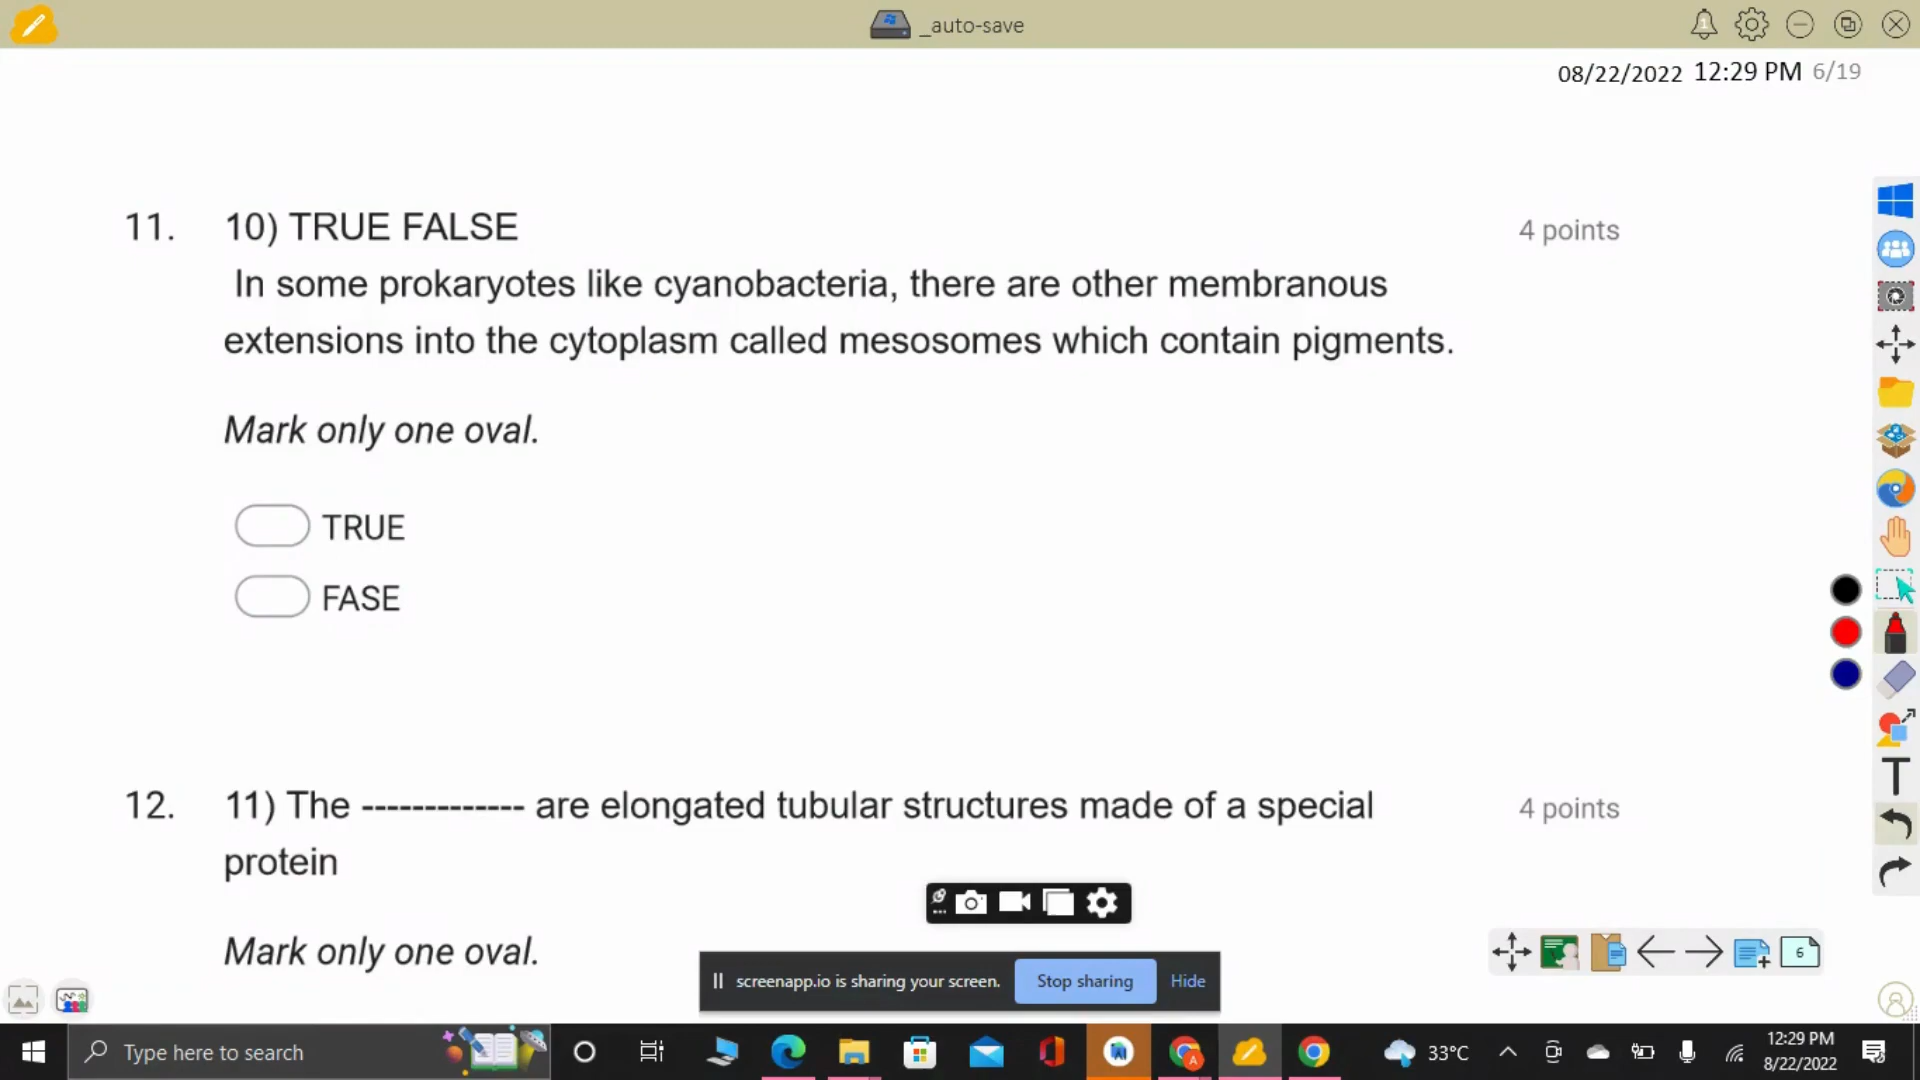 _auto-save
08/22/2022 12:29 PM 6/19
11. 10) TRUE FALSE 4 points
In some prokaryotes like cyanobacteria, there are other membranous
extensions into the cytoplasm called mesosomes which contain pigments.
Mark only one oval.
TRUE
FASE
12. 11) The ------------- are elongated tubular structures made of a special 4 points
protein
Mark only one oval.
6
screenapp.io is sharing your screen. Stop sharing Hide
Type here to search
33°C
12:29 PM
8/22/2022